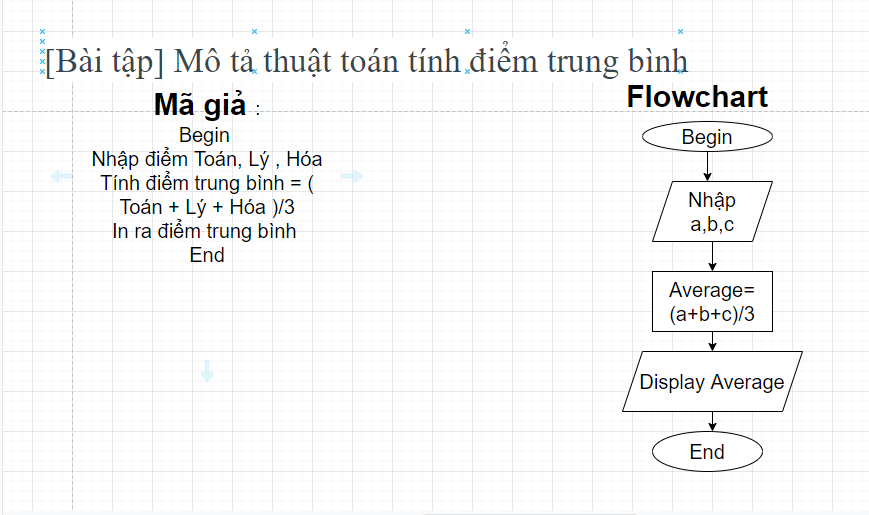 [Bài tập] Mô tả thuật toán tính điểm trung bình
Mã giả :
Begin
Nhập điểm Toán, Lý , Hóa
Tính điểm trung bình = (
Toán + Lý + Hóa )/3
In ra điểm trung bình
End
Flowchart
Begin
Nhập
a,b,c
Average=
(a+b+c)/3
Display Average
End